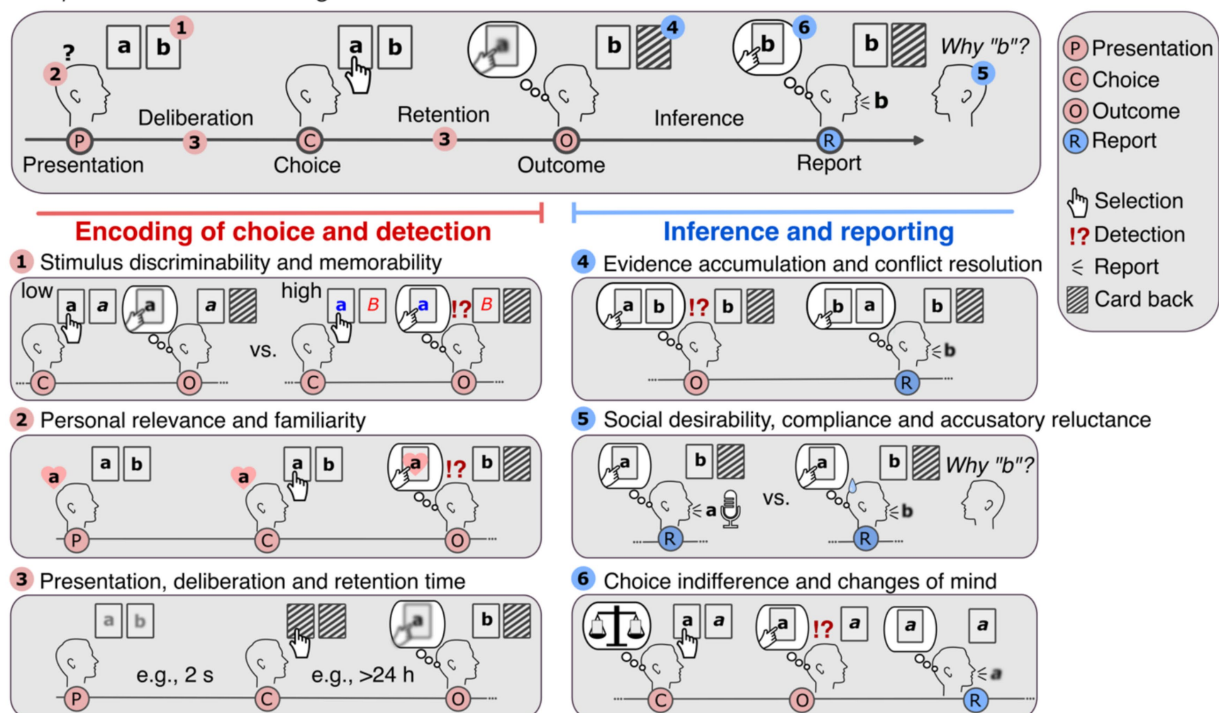 ? a b 1
2
a b
a
b 4
b 6
b
b
Why "b"?
5
Deliberation
Retention
Inference
P 3 C 3 O R
Presentation
Choice
Outcome
Report
P Presentation
C Choice
O Outcome
R Report
Selection
!? Detection
Report
Card back
Encoding of choice and detection
Inference and reporting
1 Stimulus discriminability and memorability
low a a a a
vs.
high a B a !? B
C O C O
4 Evidence accumulation and conflict resolution
a b !? b b a b
b
O R
2 Personal relevance and familiarity
a a b a a b a !? b
P C O
5 Social desirability, compliance and accusatory reluctance
a b a b Why "b"?
a vs. b
R R
3 Presentation, deliberation and retention time
a b a b
e.g., 2 s e.g., >24 h
P C O
6 Choice indifference and changes of mind
a a a !? a a a
a
C O R